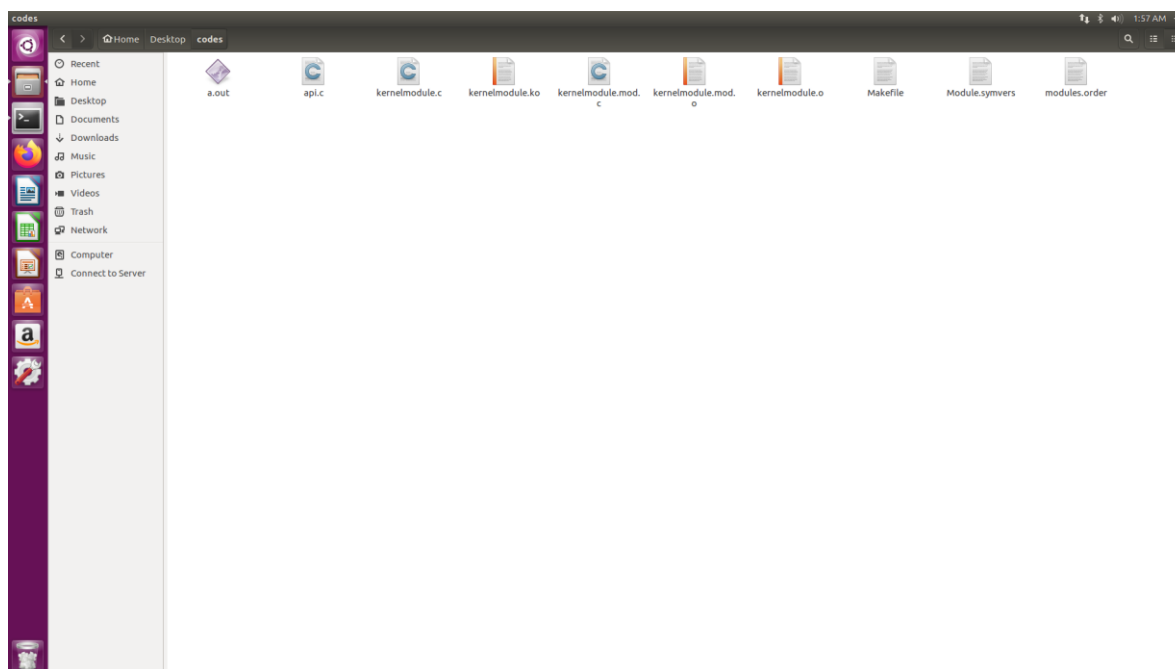 codes
1:57 AM
Home Desktop codes
Recent
Home
Desktop
Documents
Downloads
Music
Pictures
Videos
Trash
Network
Computer
Connect to Server
a.out
api.c
kernelmodule.c
kernelmodule.ko
kernelmodule.mod.
c
kernelmodule.mod.
o
kernelmodule.o
Makefile
Module.symvers
modules.order